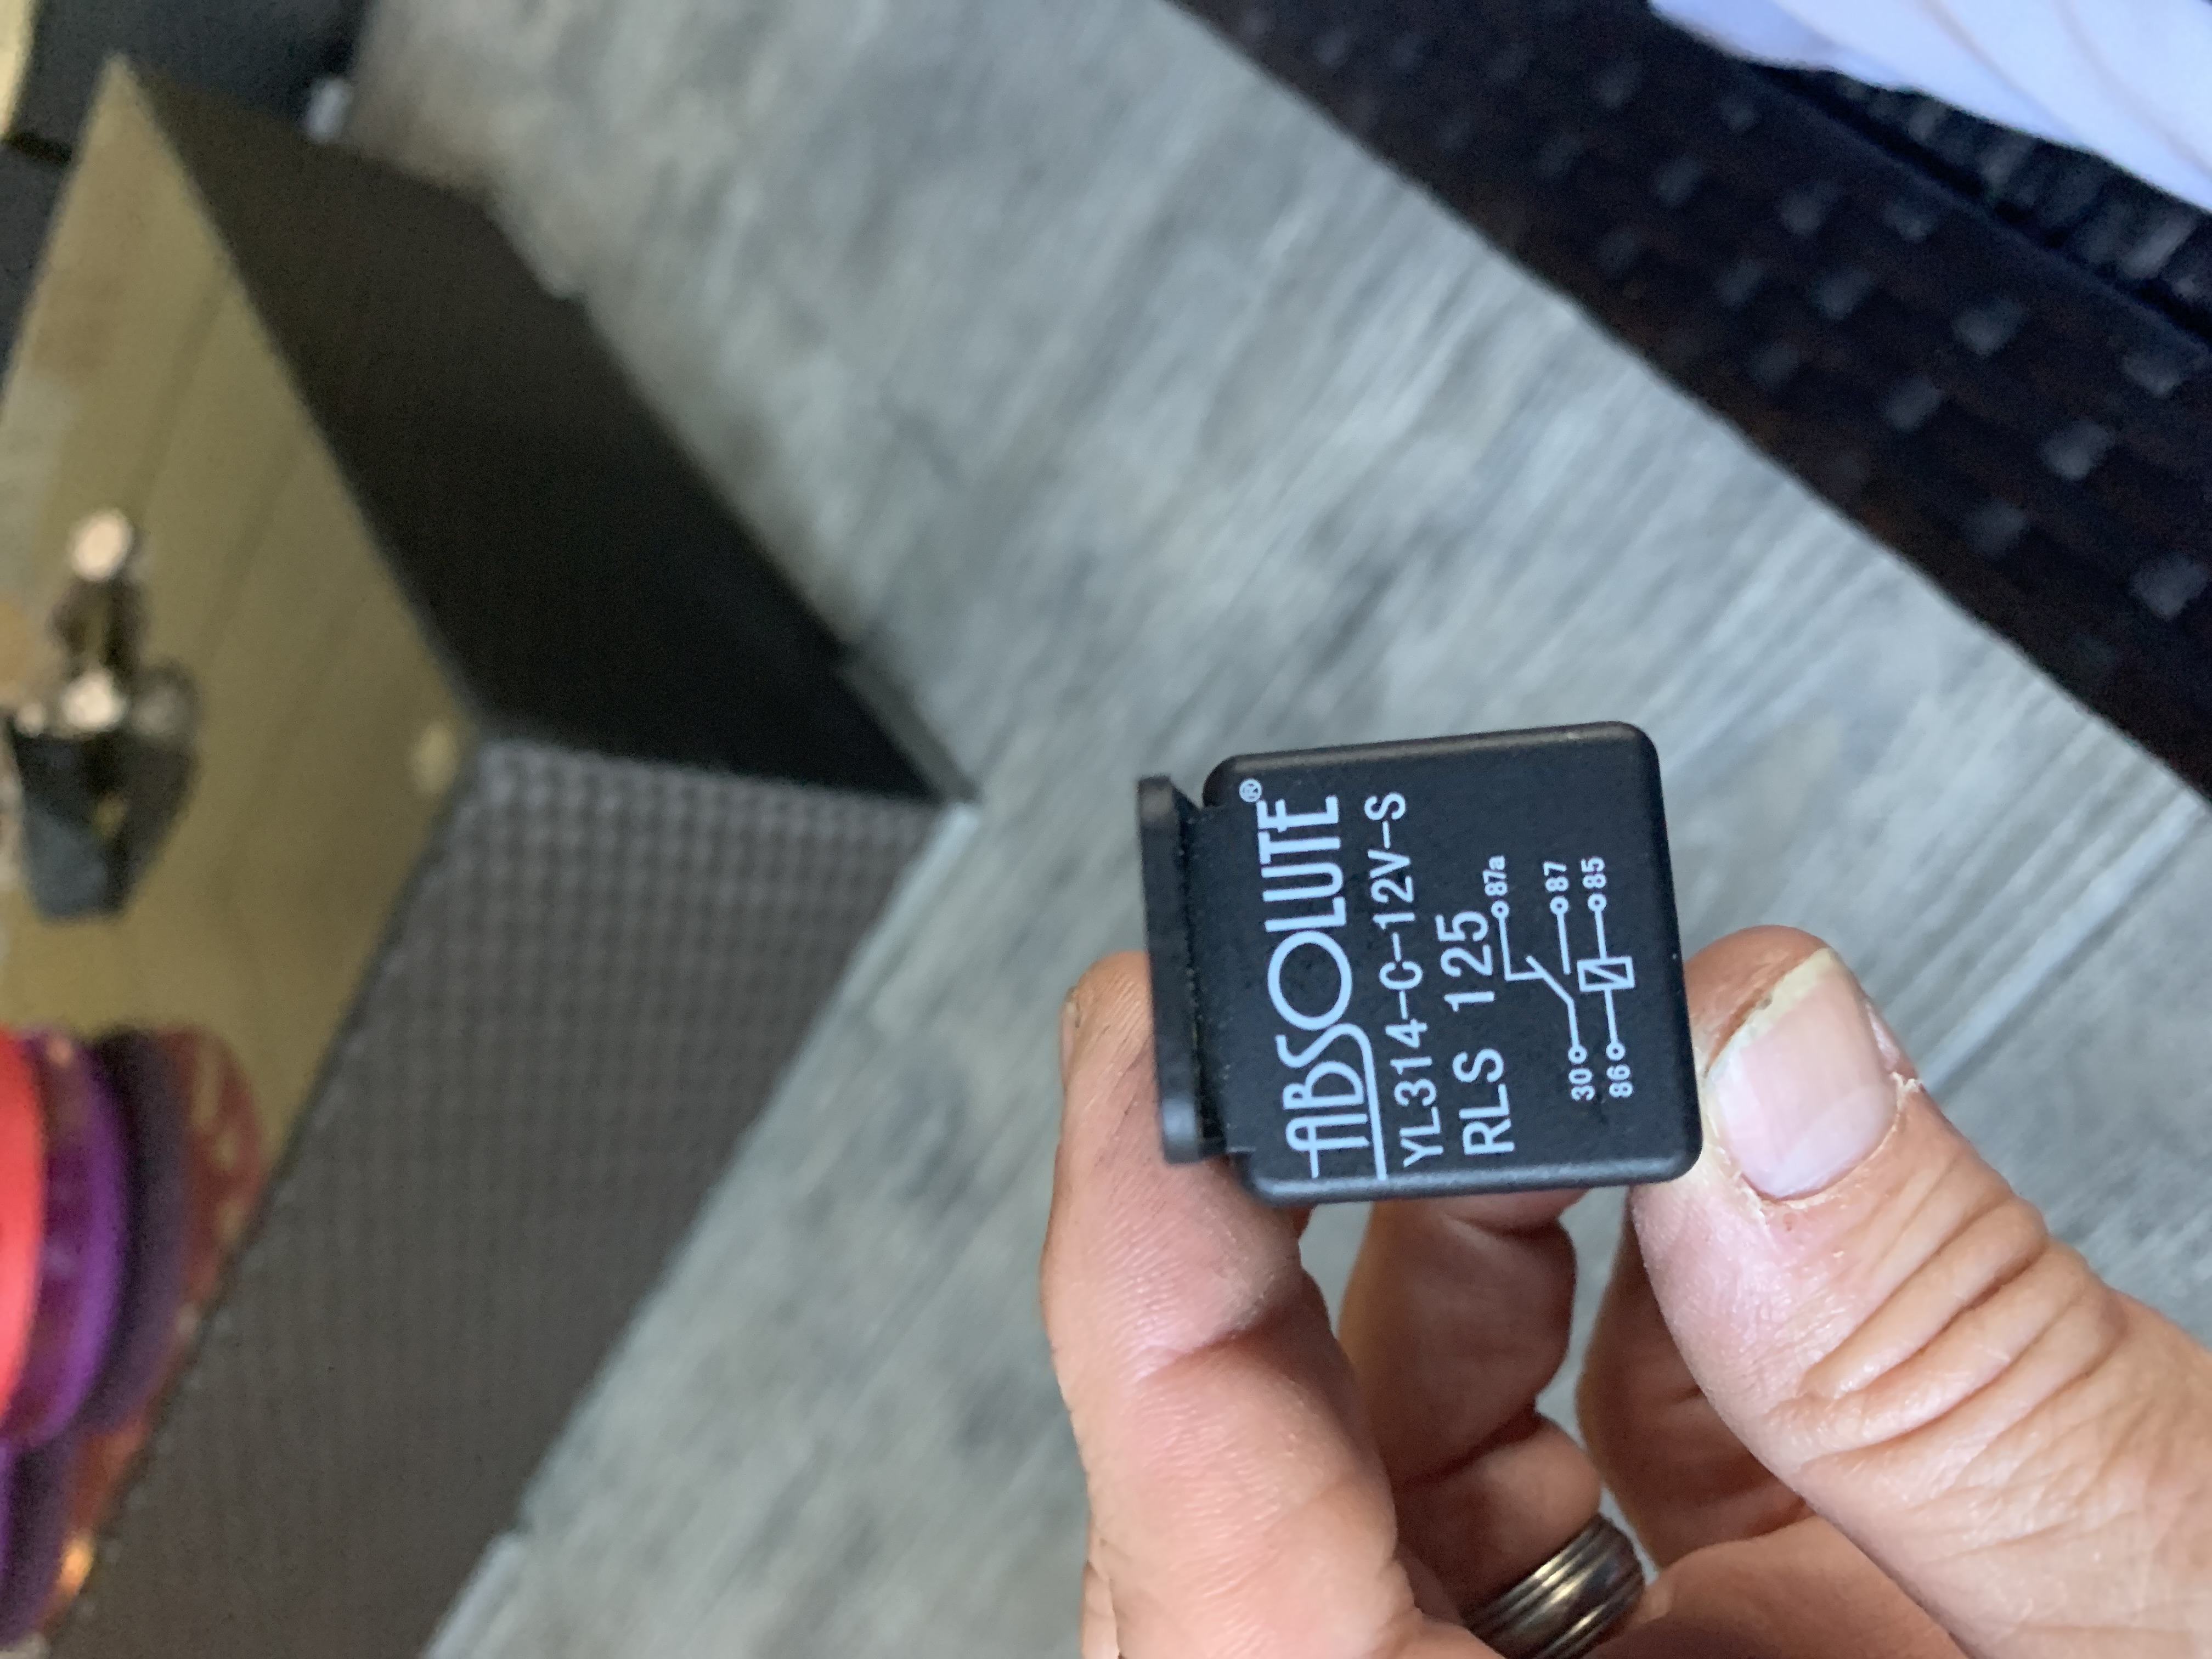 ABSOLUTE®
YL314-C-12V-S
RLS 125
87a
30 87
86 85